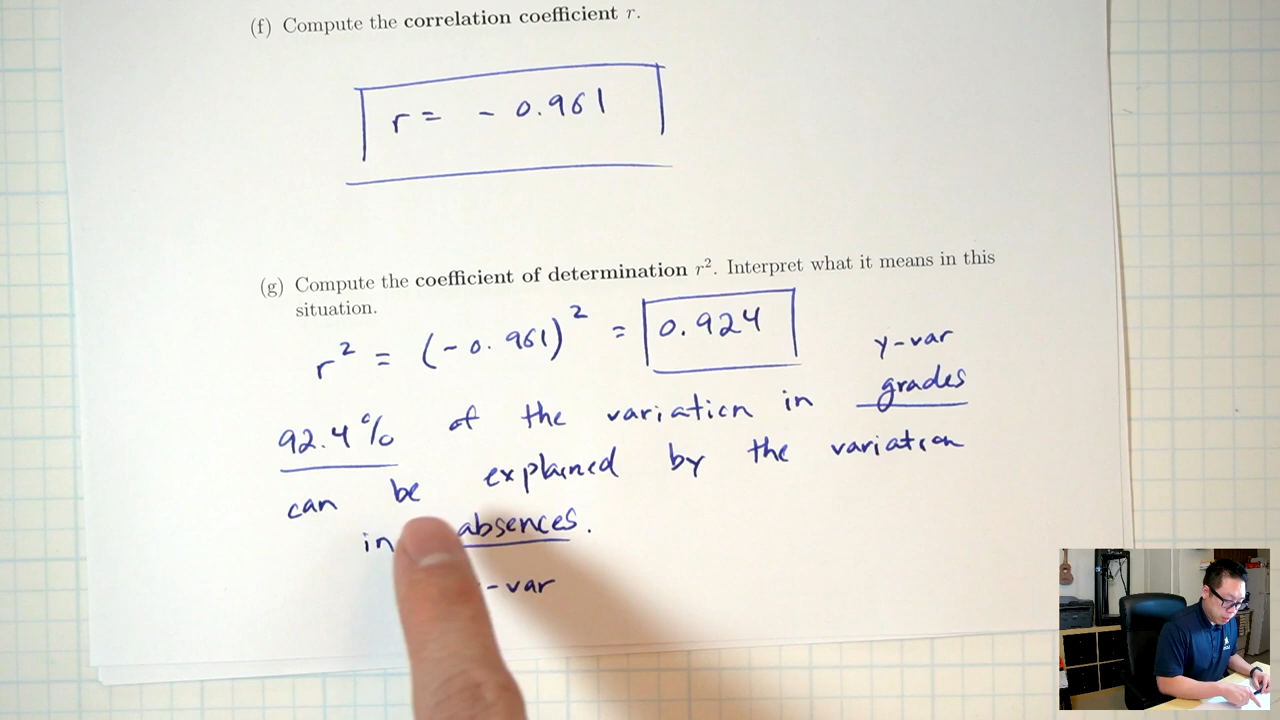 (f) Compute the correlation coefficient r.
r = - 0.961
(g) Compute the coefficient of determination r². Interpret what it means in this
situation.
r² = (-0.961)² = 0.924
y-var
92.4% of the variation in grades
can be explained by the variation
in absences.
-var